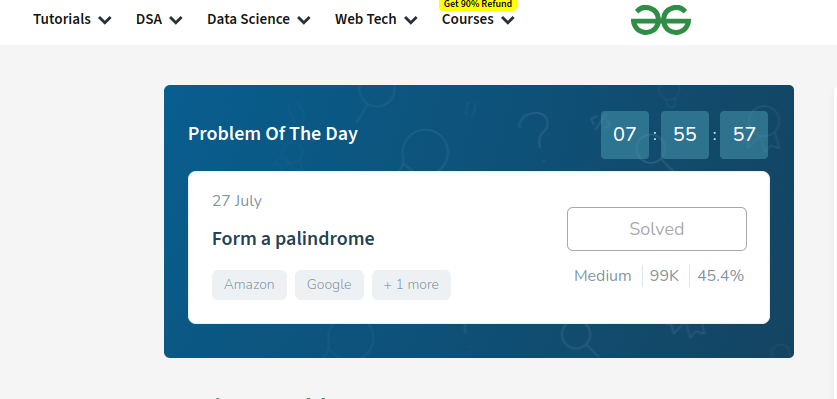 Get 90% Refund
Tutorials DSA Data Science Web Tech Courses
Problem Of The Day 07 : 55 : 57
27 July
Solved
Form a palindrome
Medium 99K 45.4%
Amazon Google + 1 more